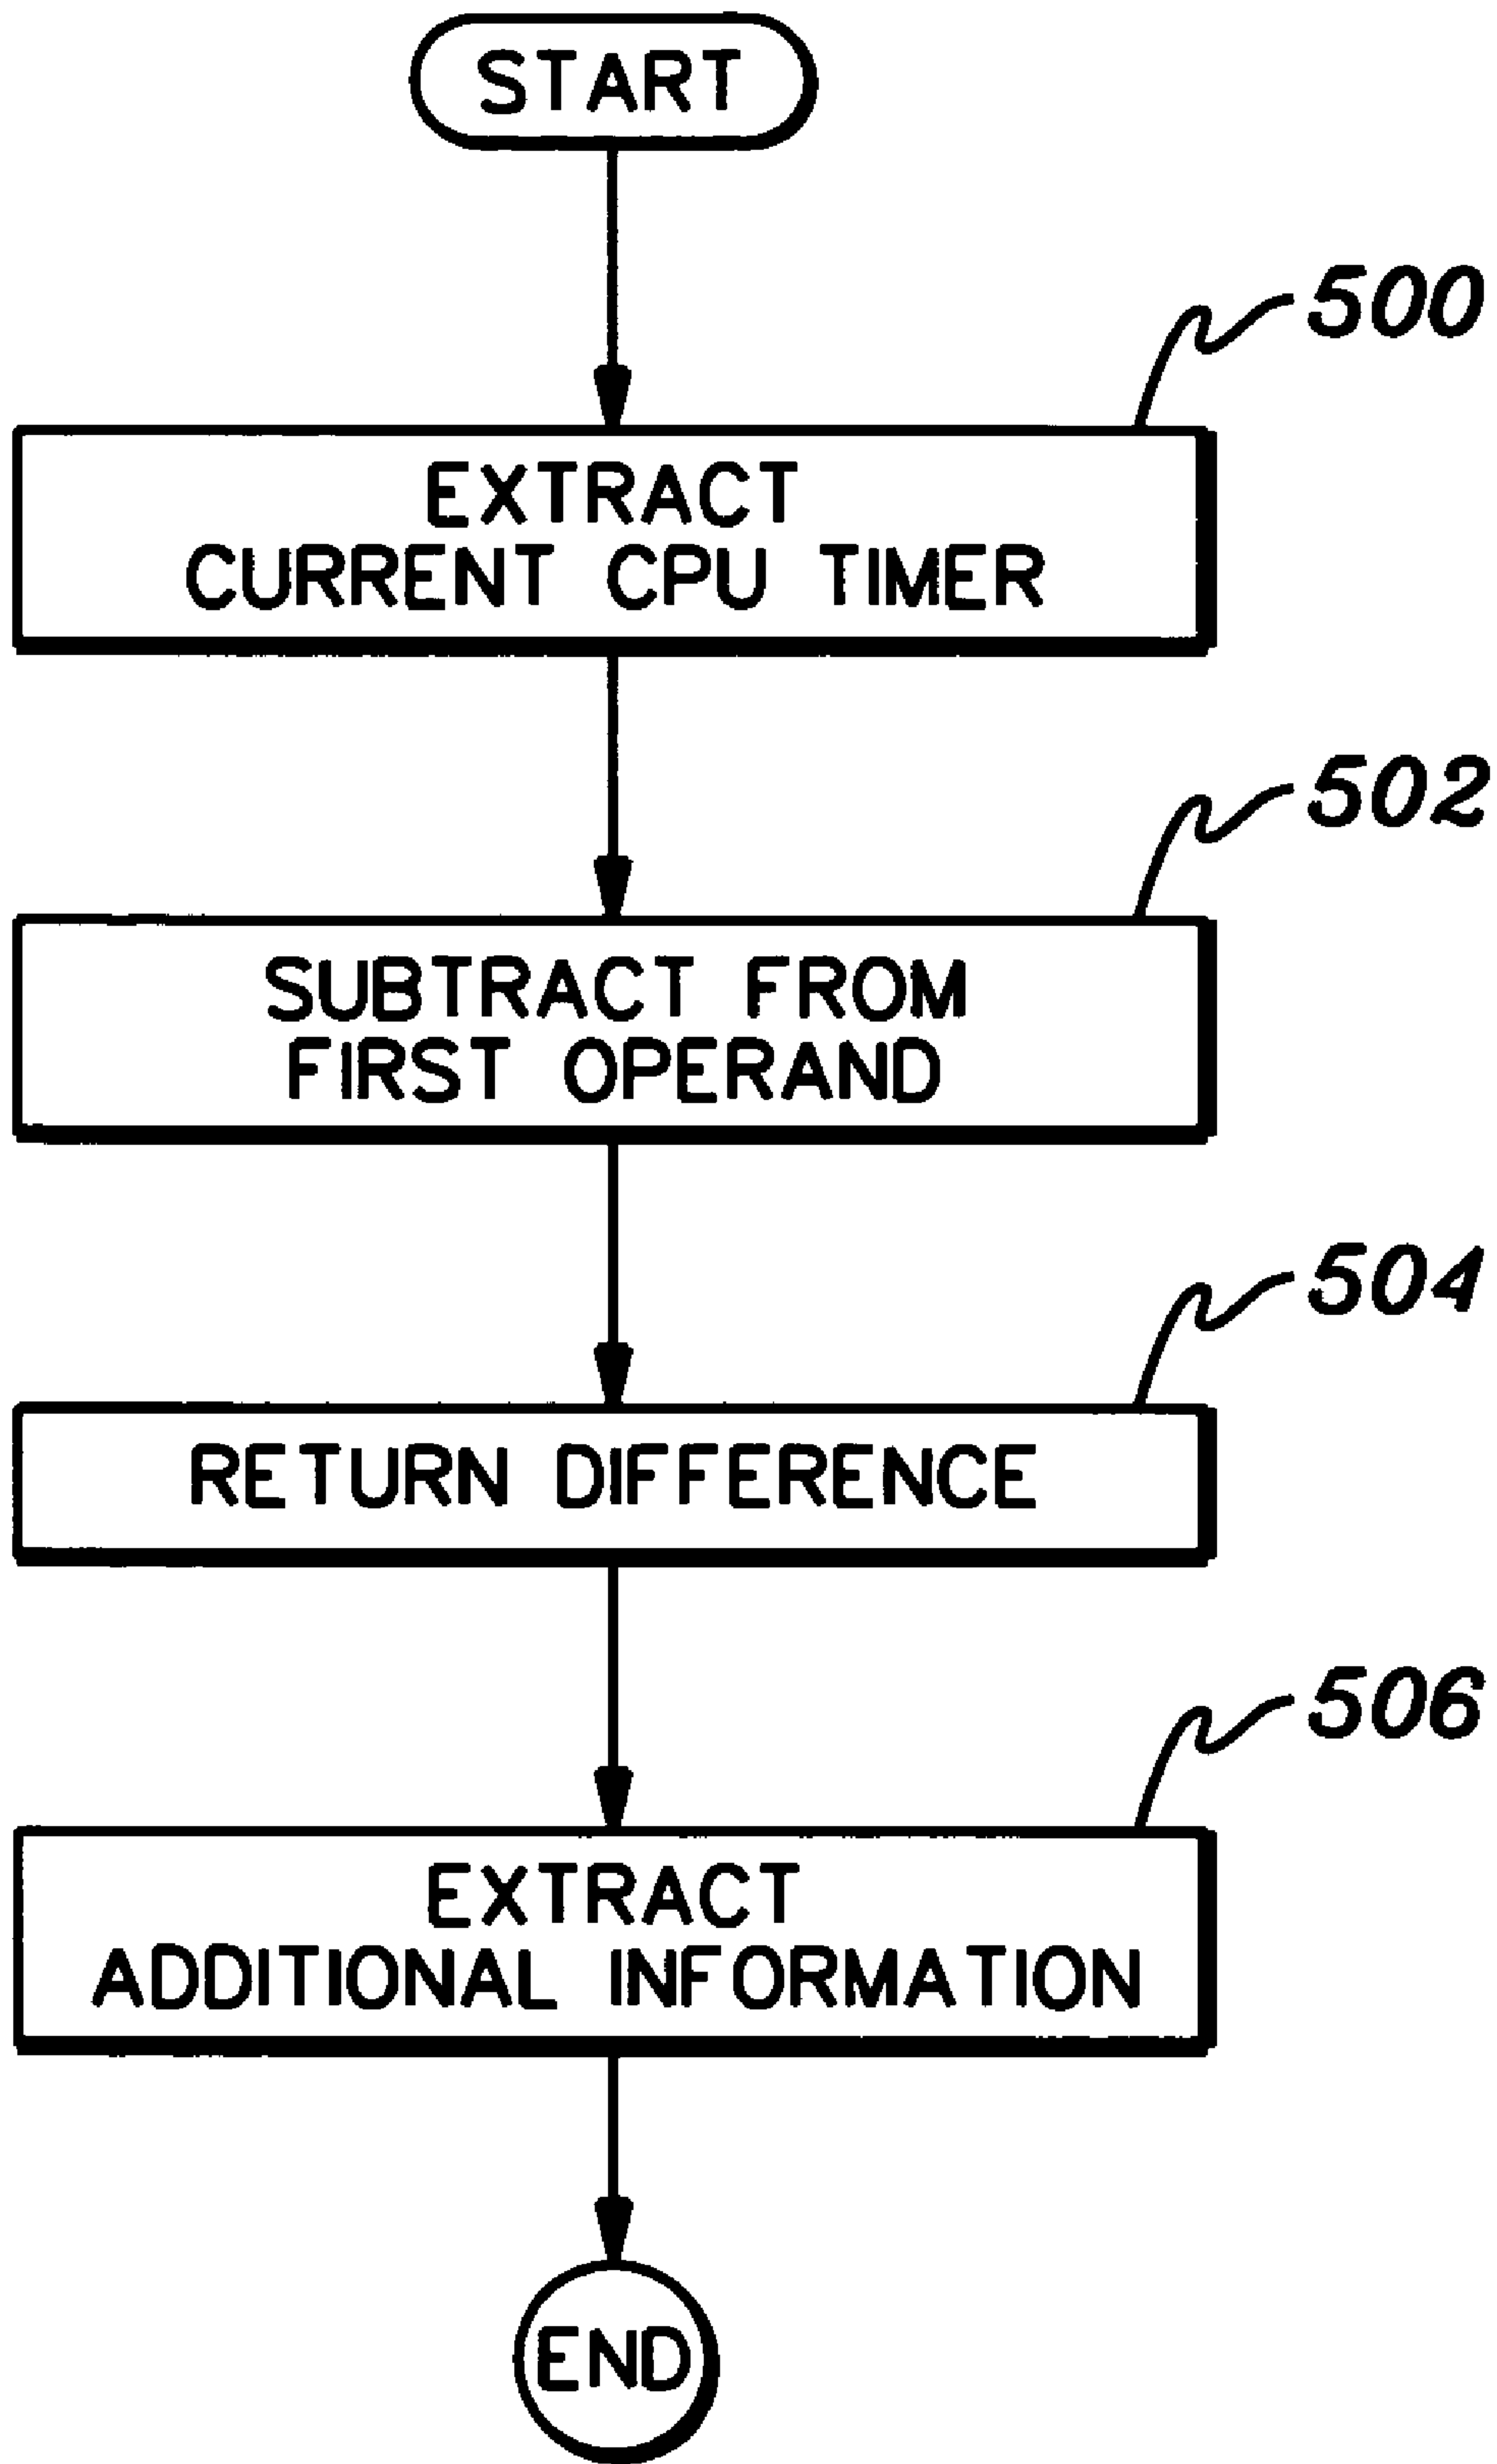 START
500
EXTRACT
CURRENT CPU TIMER
502
SUBTRACT FROM
FIRST OPERAND
504
RETURN DIFFERENCE
506
EXTRACT
ADDITIONAL INFORMATION
END